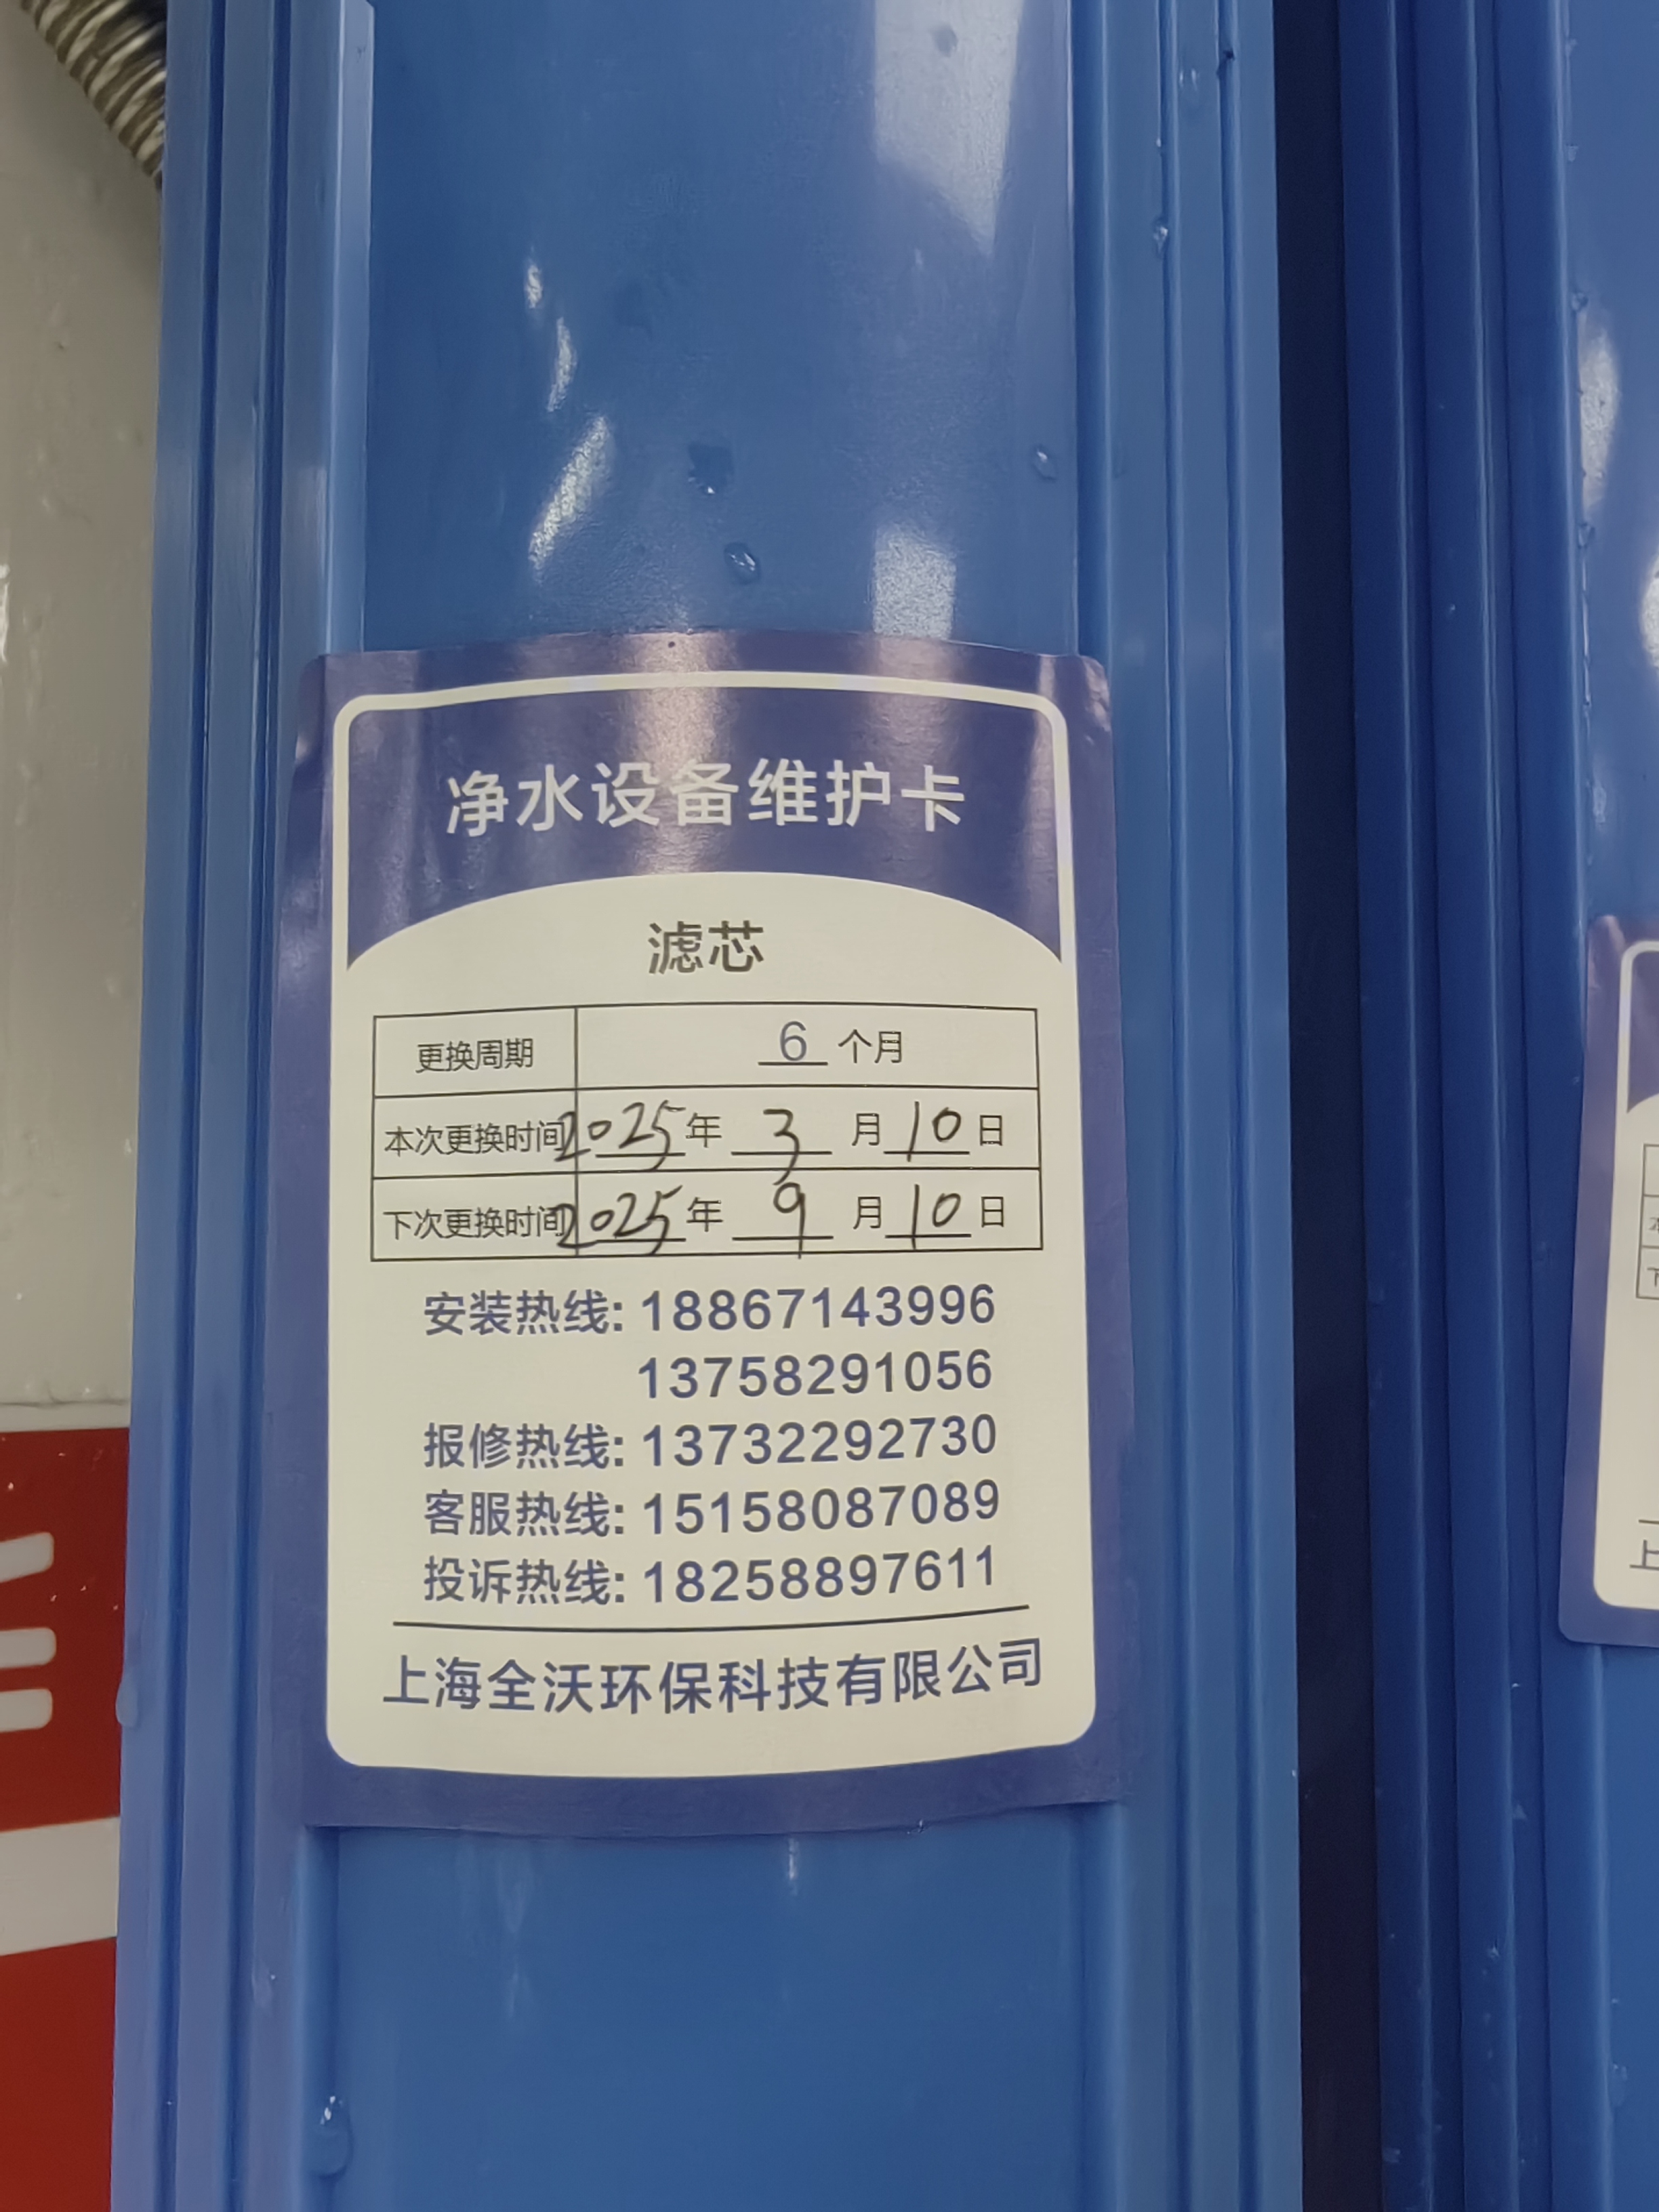 净水设备维护卡
滤芯
更换周期 6 个月
本次更换时间 2025 年 3 月 10 日
下次更换时间 2025 年 9 月 10 日
安装热线: 18867143996
13758291056
报修热线: 13732292730
客服热线: 15158087089
投诉热线: 18258897611
上海全沃环保科技有限公司